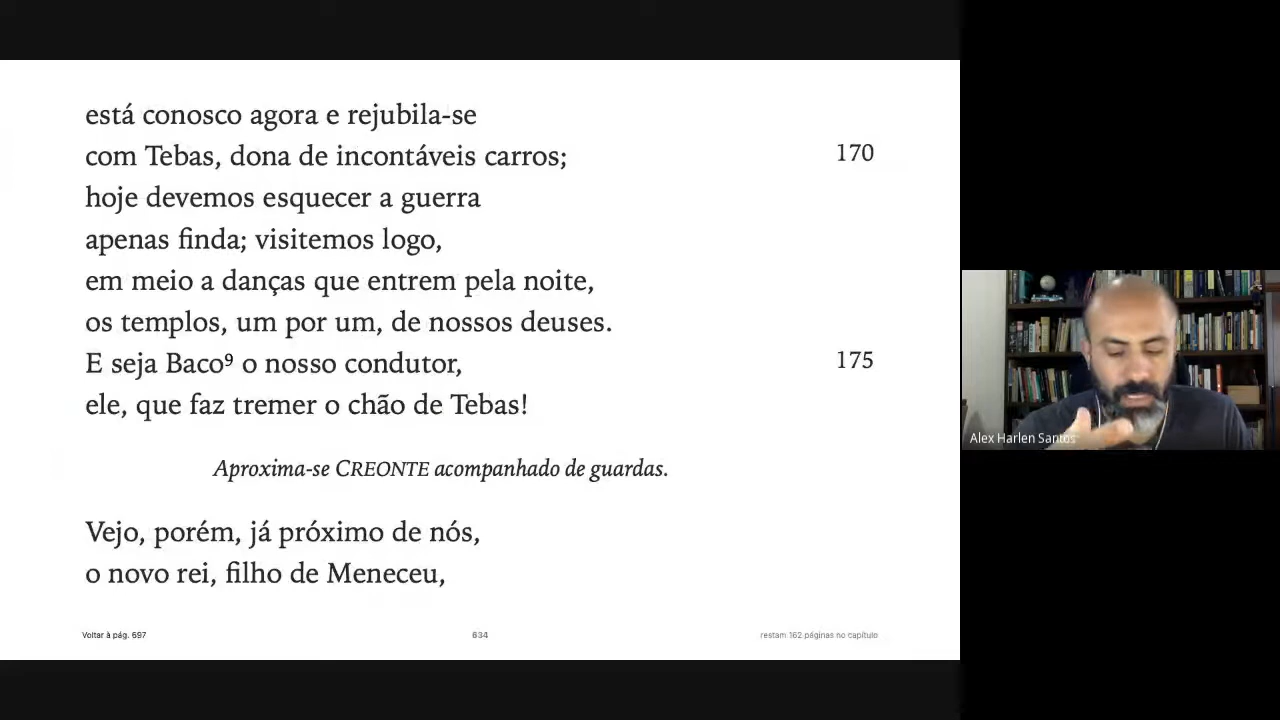 está conosco agora e rejubila-se
com Tebas, dona de incontáveis carros; 170
hoje devemos esquecer a guerra
apenas finda; visitemos logo,
em meio a danças que entrem pela noite,
os templos, um por um, de nossos deuses.
E seja Baco⁹ o nosso condutor, 175
ele, que faz tremer o chão de Tebas!
Aproxima-se CREONTE acompanhado de guardas.
Vejo, porém, já próximo de nós,
o novo rei, filho de Meneceu,
Voltar à pág. 697 634 restam 162 páginas no capítulo
Alex Harlen Santos